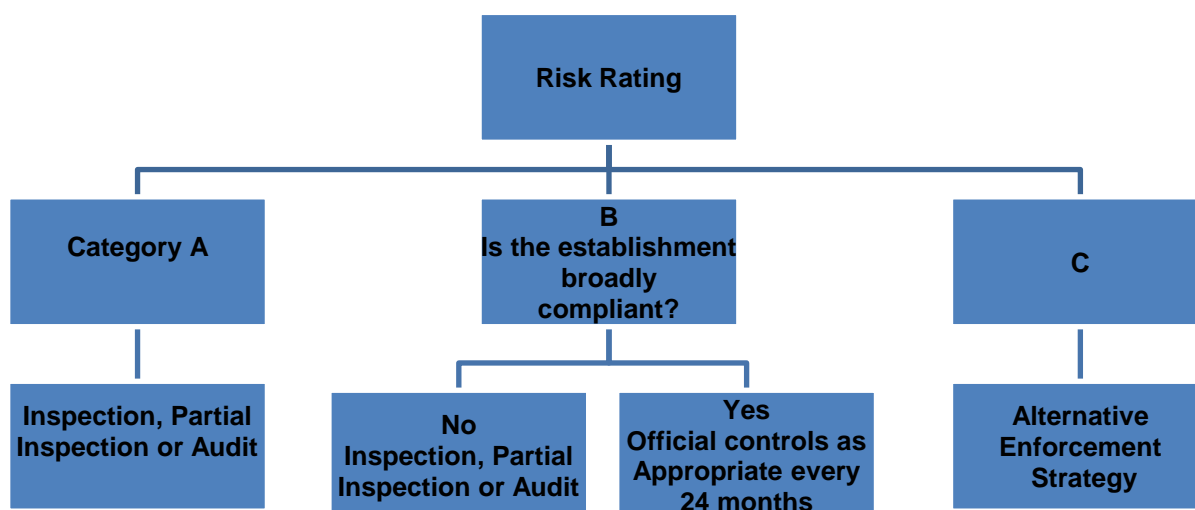 Risk Rating
Category A
B
Is the establishment
broadly
compliant?
C
Inspection, Partial
Inspection or Audit
No
Inspection, Partial
Inspection or Audit
Yes
Official controls as
Appropriate every
24 months
Alternative
Enforcement
Strategy